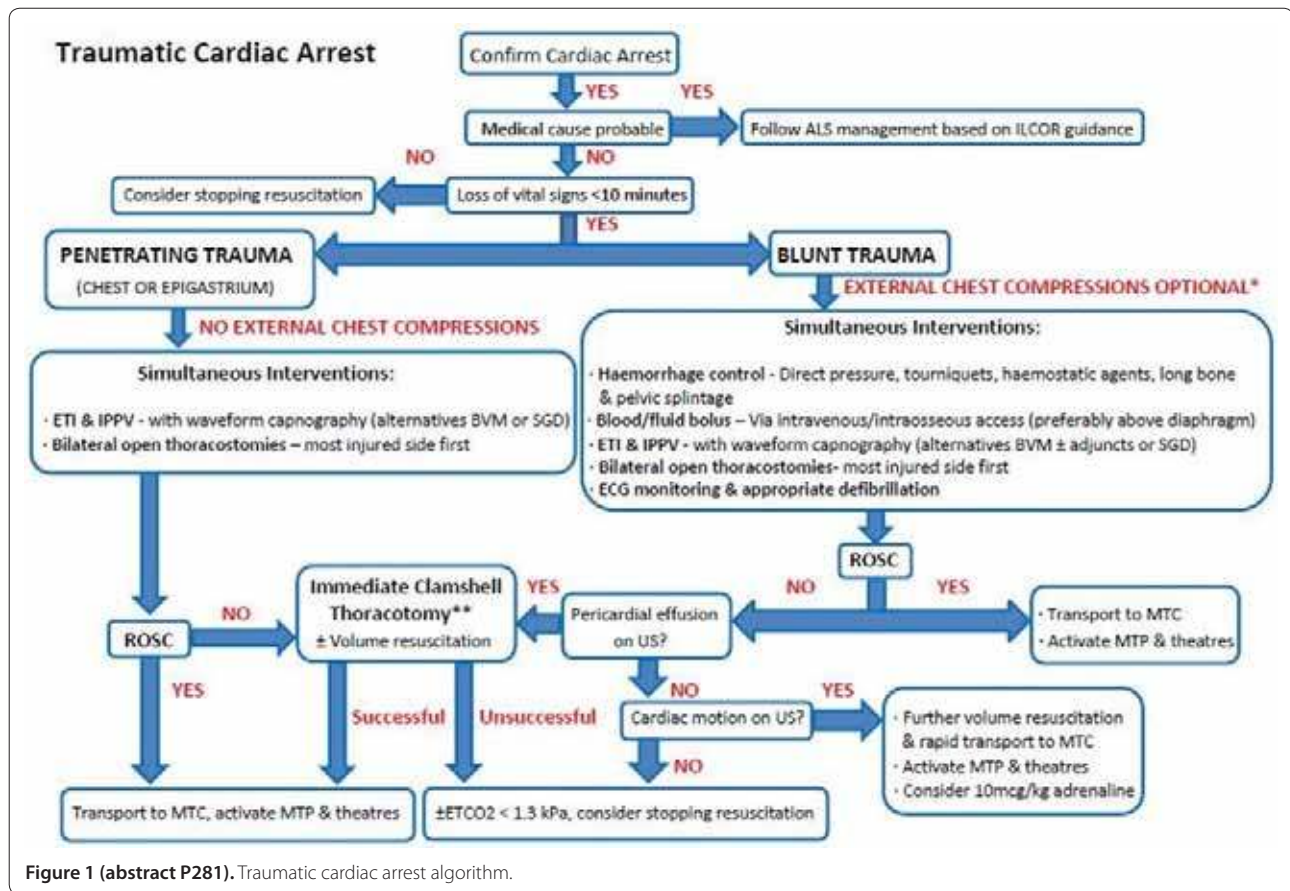 Traumatic Cardiac Arrest
Confirm Cardiac Arrest
YES
YES
Medical cause probable
Follow ALS management based on ILCOR guidance
NO
NO
Consider stopping resuscitation
Loss of vital signs <10 minutes
YES
PENETRATING TRAUMA
(CHEST OR EPIGASTRIUM)
BLUNT TRAUMA
EXTERNAL CHEST COMPRESSIONS OPTIONAL*
NO EXTERNAL CHEST COMPRESSIONS
Simultaneous Interventions:
· ETI & IPPV - with waveform capnography (alternatives BVM or SGD)
· Bilateral open thoracostomies – most injured side first
Simultaneous Interventions:
· Haemorrhage control - Direct pressure, tourniquets, haemostatic agents, long bone
& pelvic splintage
· Blood/fluid bolus – Via intravenous/intraosseous access (preferably above diaphragm)
· ETI & IPPV - with waveform capnography (alternatives BVM ± adjuncts or SGD)
· Bilateral open thoracostomies- most injured side first
· ECG monitoring & appropriate defibrillation
ROSC
NO
YES
· Transport to MTC
· Activate MTP & theatres
Pericardial effusion
on US?
YES
Immediate Clamshell
Thoracotomy**
± Volume resuscitation
NO
ROSC
YES
Successful
Unsuccessful
NO
Cardiac motion on US?
YES
· Further volume resuscitation
& rapid transport to MTC
· Activate MTP & theatres
· Consider 10mcg/kg adrenaline
NO
Transport to MTC, activate MTP & theatres
±ETCO2 < 1.3 kPa, consider stopping resuscitation
Figure 1 (abstract P281). Traumatic cardiac arrest algorithm.